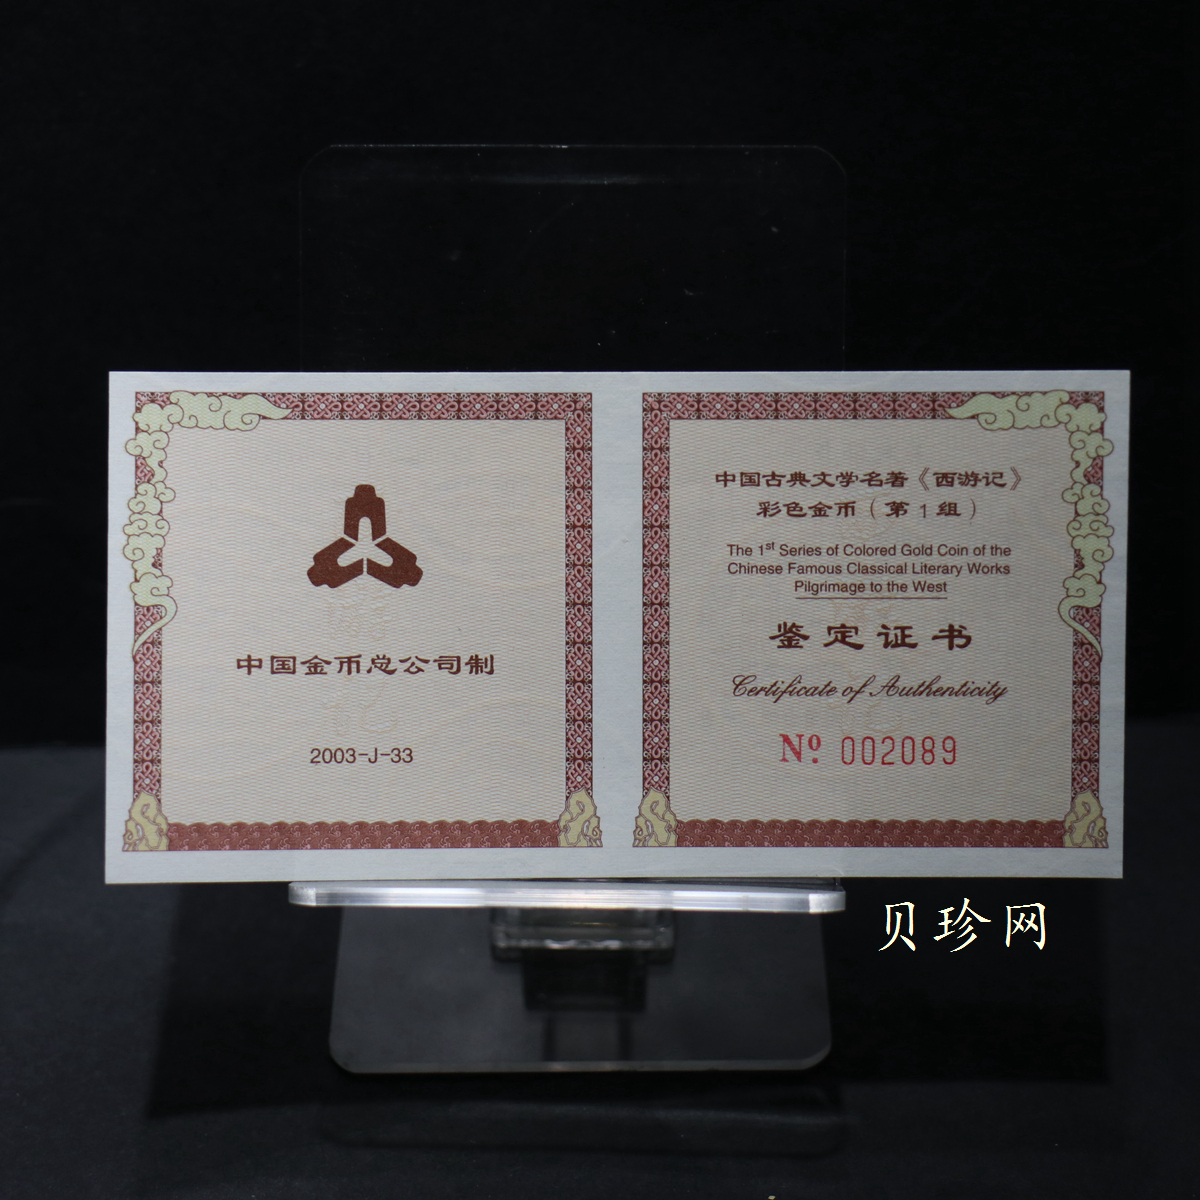 中国金币总公司制
2003-J-33
中国古典文学名著《西游记》
彩色金币（第1组）
The 1st Series of Colored Gold Coin of the
Chinese Famous Classical Literary Works
Pilgrimage to the West
鉴定证书
Certificate of Authenticity
Nº 002089
贝珍网